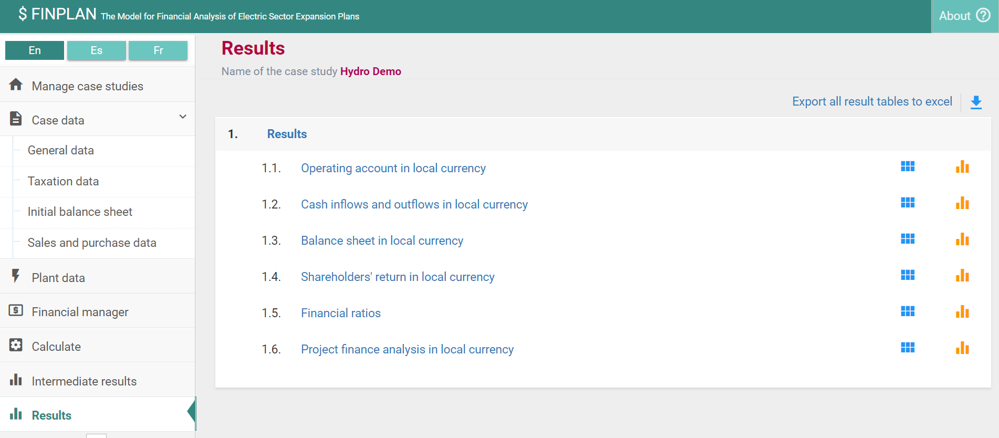 $ FINPLAN The Model for Financial Analysis of Electric Sector Expansion Plans
About ?
En Es Fr
Manage case studies
Case data
General data
Taxation data
Initial balance sheet
Sales and purchase data
Plant data
Financial manager
Calculate
Intermediate results
Results
Results
Name of the case study Hydro Demo
Export all result tables to excel
1. Results
1.1. Operating account in local currency
1.2. Cash inflows and outflows in local currency
1.3. Balance sheet in local currency
1.4. Shareholders' return in local currency
1.5. Financial ratios
1.6. Project finance analysis in local currency